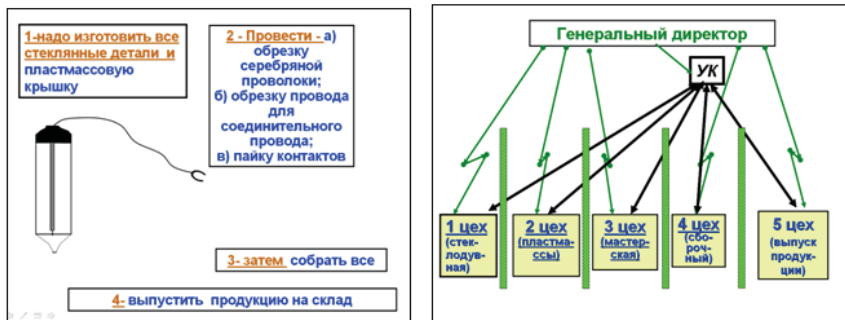 1-надо изготовить все
стеклянные детали и
пластмассовую
крышку
2 - Провести - а)
обрезку
серебряной
проволоки;
б) обрезку провода
для
соединительного
провода;
в) пайку контактов
3- затем собрать все
4- выпустить продукцию на склад
Генеральный директор
УК
1 цех
(стек-
лодув-
ная)
2 цех
(пластма-
ссы)
3 цех
(мастер-
ская)
4 цех
(сбо-
роч-
ный)
5 цех
(выпуск
продук-
ции)